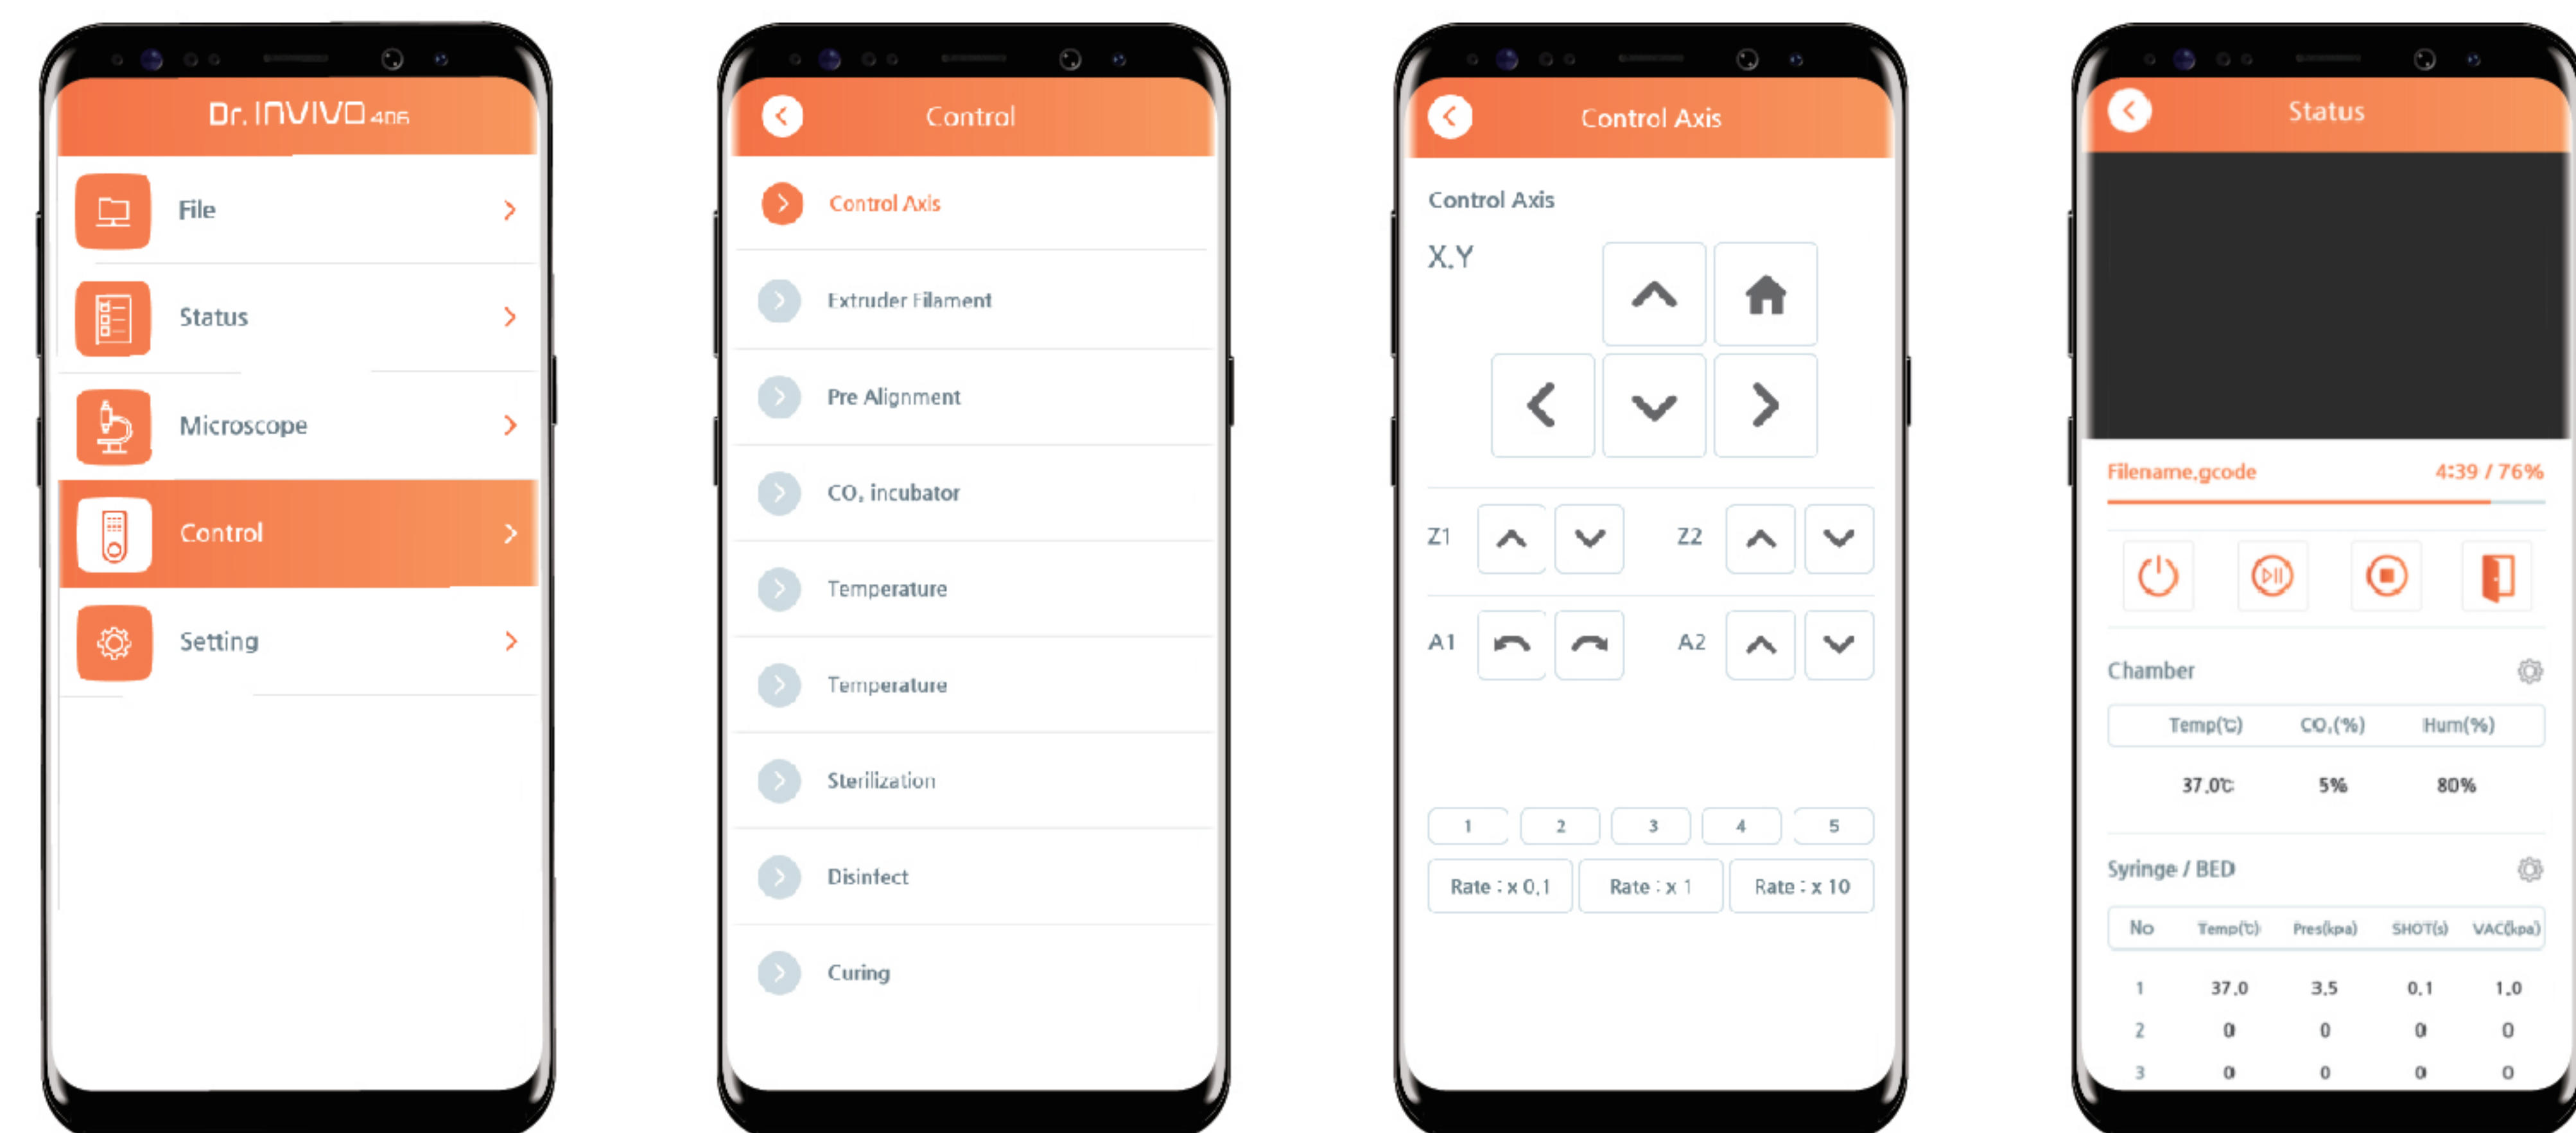 Dr. INVIVO 4D6
File
Status
Microscope
Control
Setting
Control
Control Axis
Extruder Filament
Pre Alignment
CO₂ incubator
Temperature
Temperature
Sterilization
Disinfect
Curing
Control Axis
Control Axis
X.Y
Z1 Z2
A1 A2
1 2 3 4 5
Rate : x 0.1 Rate : x 1 Rate : x 10
Status
Filename.gcode 4:39 / 76%
Chamber
Temp(℃) CO₂(%) Hum(%)
37.0℃ 5% 80%
Syringe / BED
No Temp(℃) Pres(kpa) SHOT(s) VAC(kpa)
1 37.0 3.5 0.1 1.0
2 0 0 0 0
3 0 0 0 0